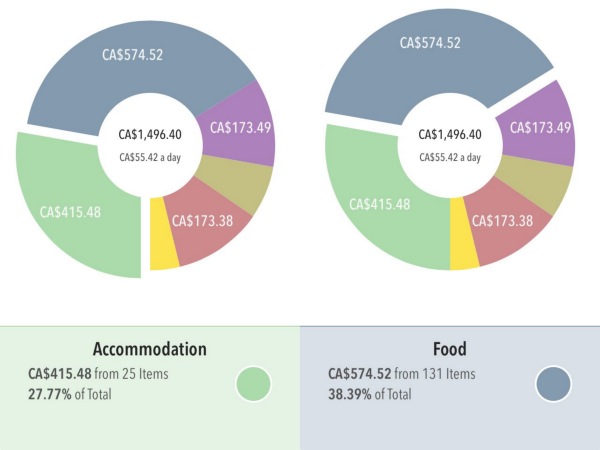 CA$574.52
CA$1,496.40
CA$55.42 a day
CA$173.49
CA$415.48
CA$173.38
CA$574.52
CA$1,496.40
CA$55.42 a day
CA$173.49
CA$415.48
CA$173.38
Accommodation
CA$415.48 from 25 Items
27.77% of Total
Food
CA$574.52 from 131 Items
38.39% of Total